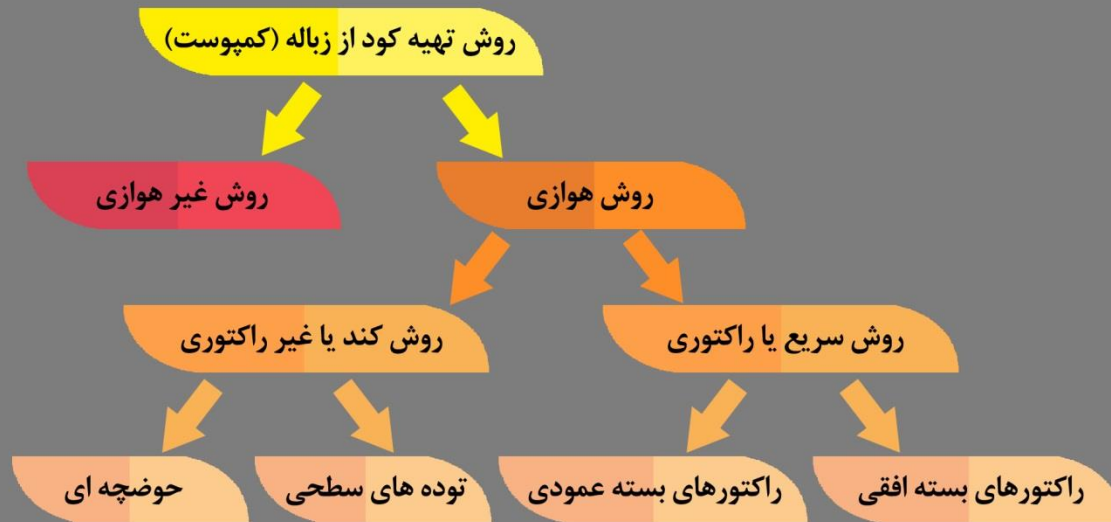 روش تهیه کود از زباله (کمپوست)
روش هوازی
روش غیر هوازی
روش سریع یا راکتوری
روش کند یا غیر راکتوری
راکتورهای بسته افقی
راکتورهای بسته عمودی
توده های سطحی
حوضچه ای